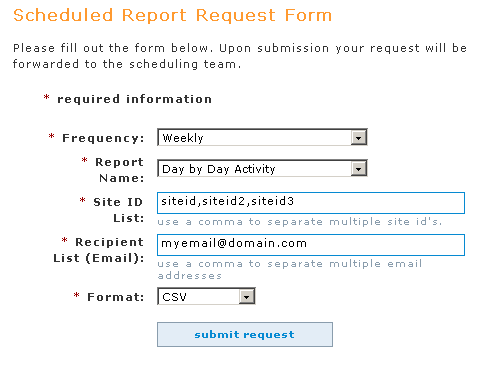 Scheduled Report Request Form
Please fill out the form below. Upon submission your request will be
forwarded to the scheduling team.
* required information
* Frequency: Weekly
* Report
Name: Day by Day Activity
* Site ID
List: siteid,siteid2,siteid3
use a comma to separate multiple site id's.
* Recipient
List (Email): myemail@domain.com
use a comma to separate multiple email
addresses
* Format: CSV
submit request